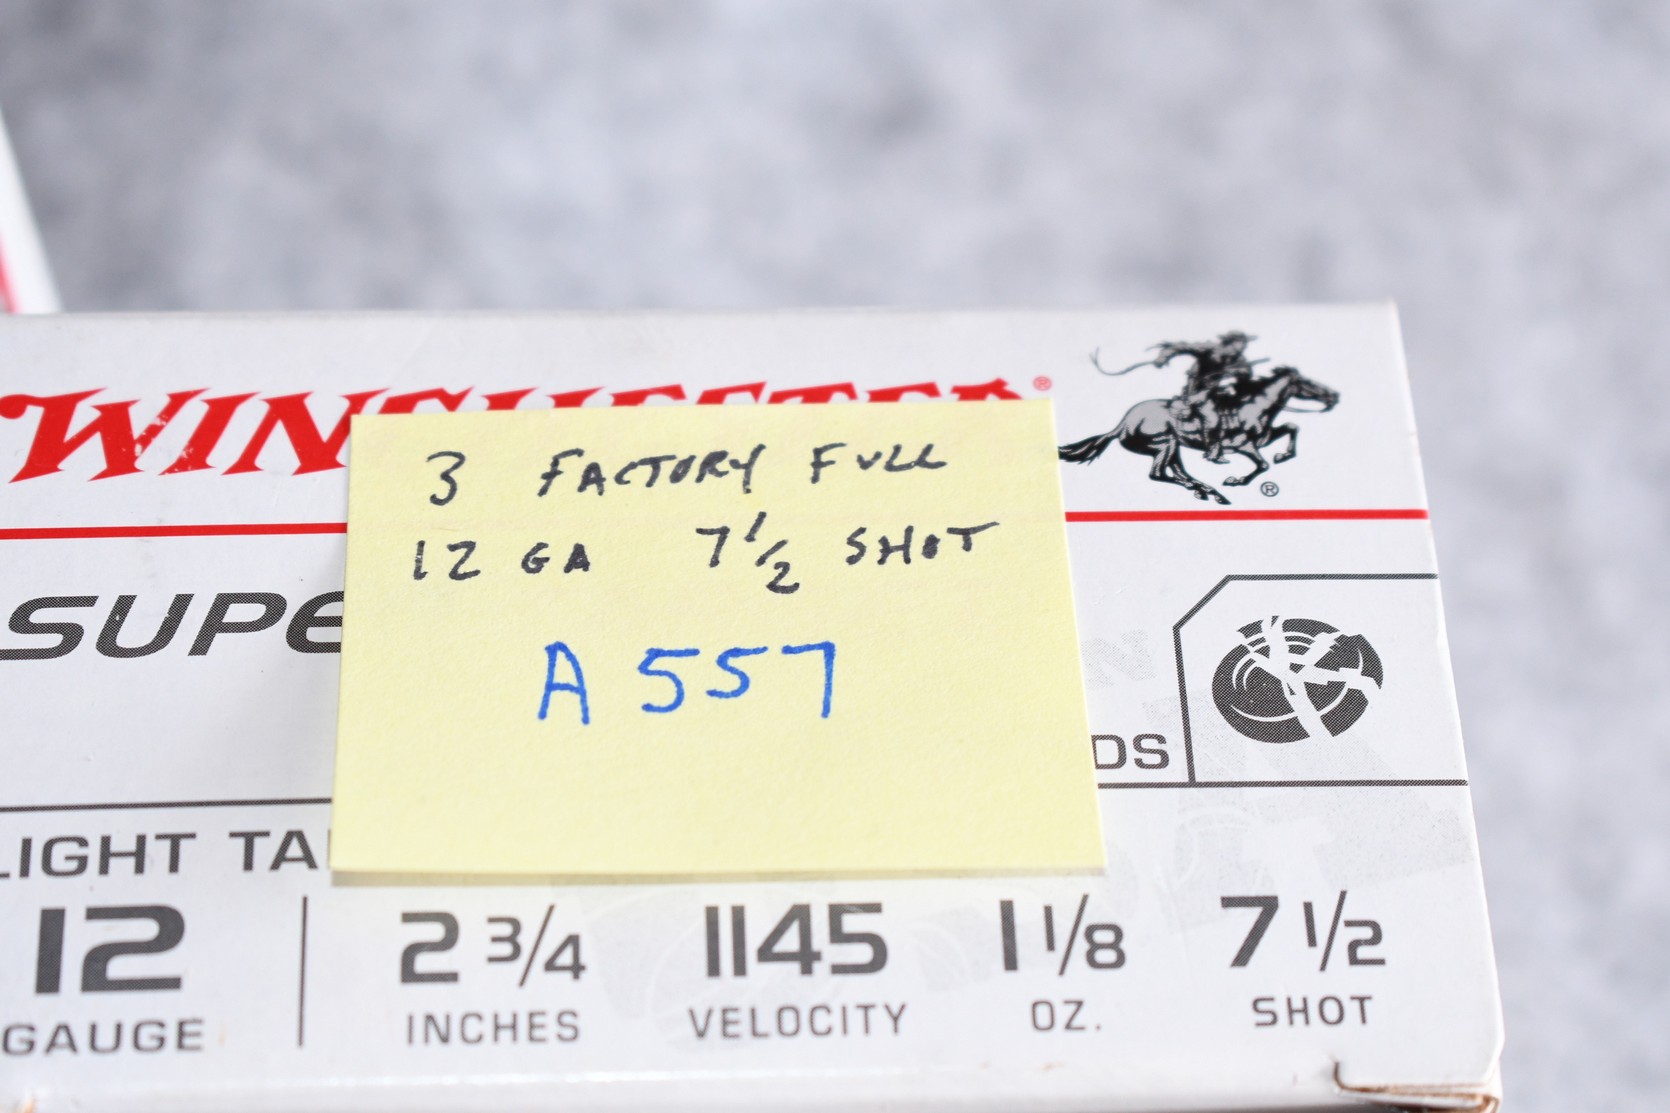 WINCHESTER®
®
3 FACTORY FULL
12 GA 7 1/2 SHOT
A 557
SUPE
DS
LIGHT TA
12 2 3/4 1145 1 1/8 7 1/2
GAUGE INCHES VELOCITY OZ. SHOT